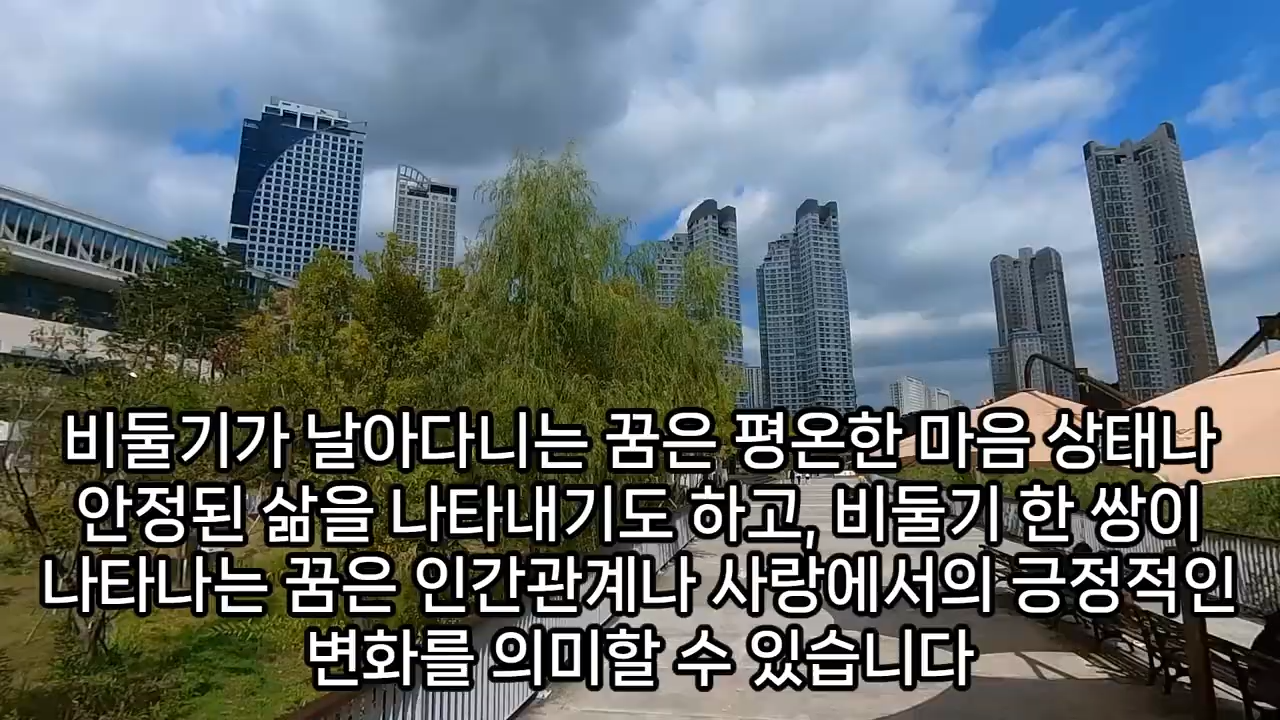 비둘기가 날아다니는 꿈은 평온한 마음 상태나
안정된 삶을 나타내기도 하고, 비둘기 한 쌍이
나타나는 꿈은 인간관계나 사랑에서의 긍정적인
변화를 의미할 수 있습니다